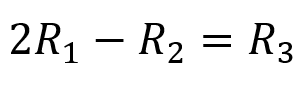 2R₁ − R₂ = R₃